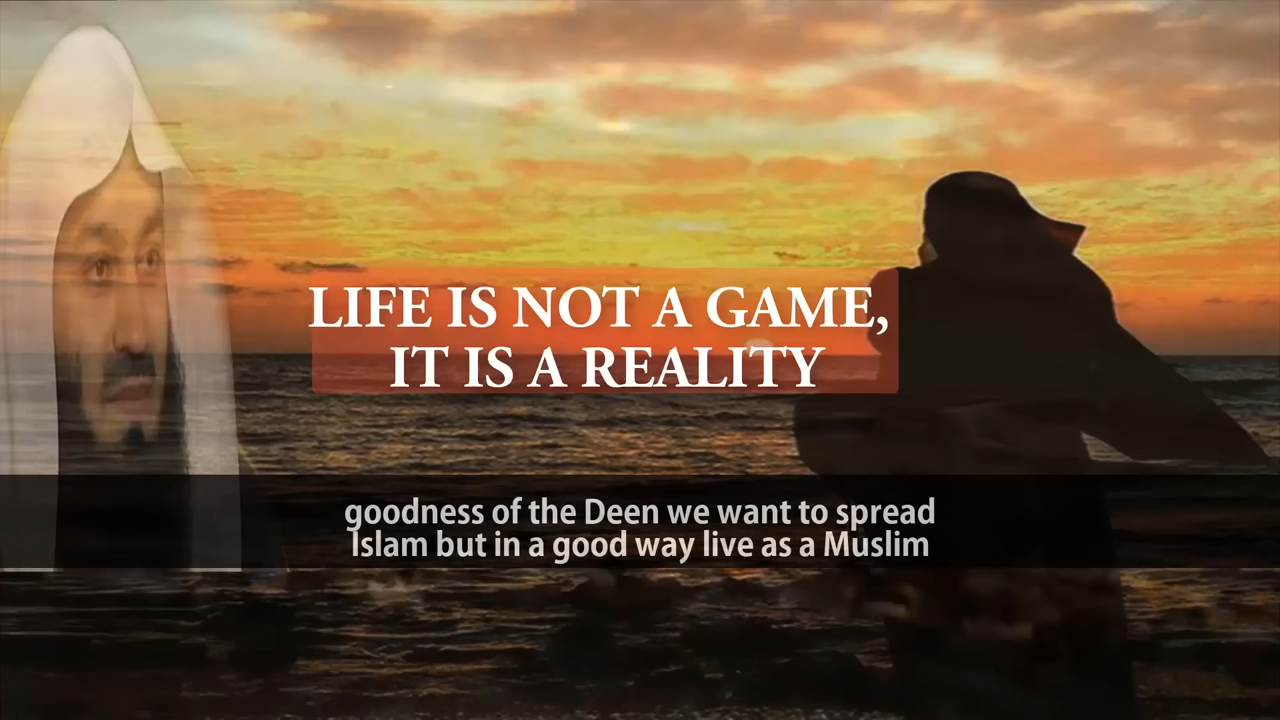 LIFE IS NOT A GAME,
IT IS A REALITY
goodness of the Deen we want to spread
Islam but in a good way live as a Muslim